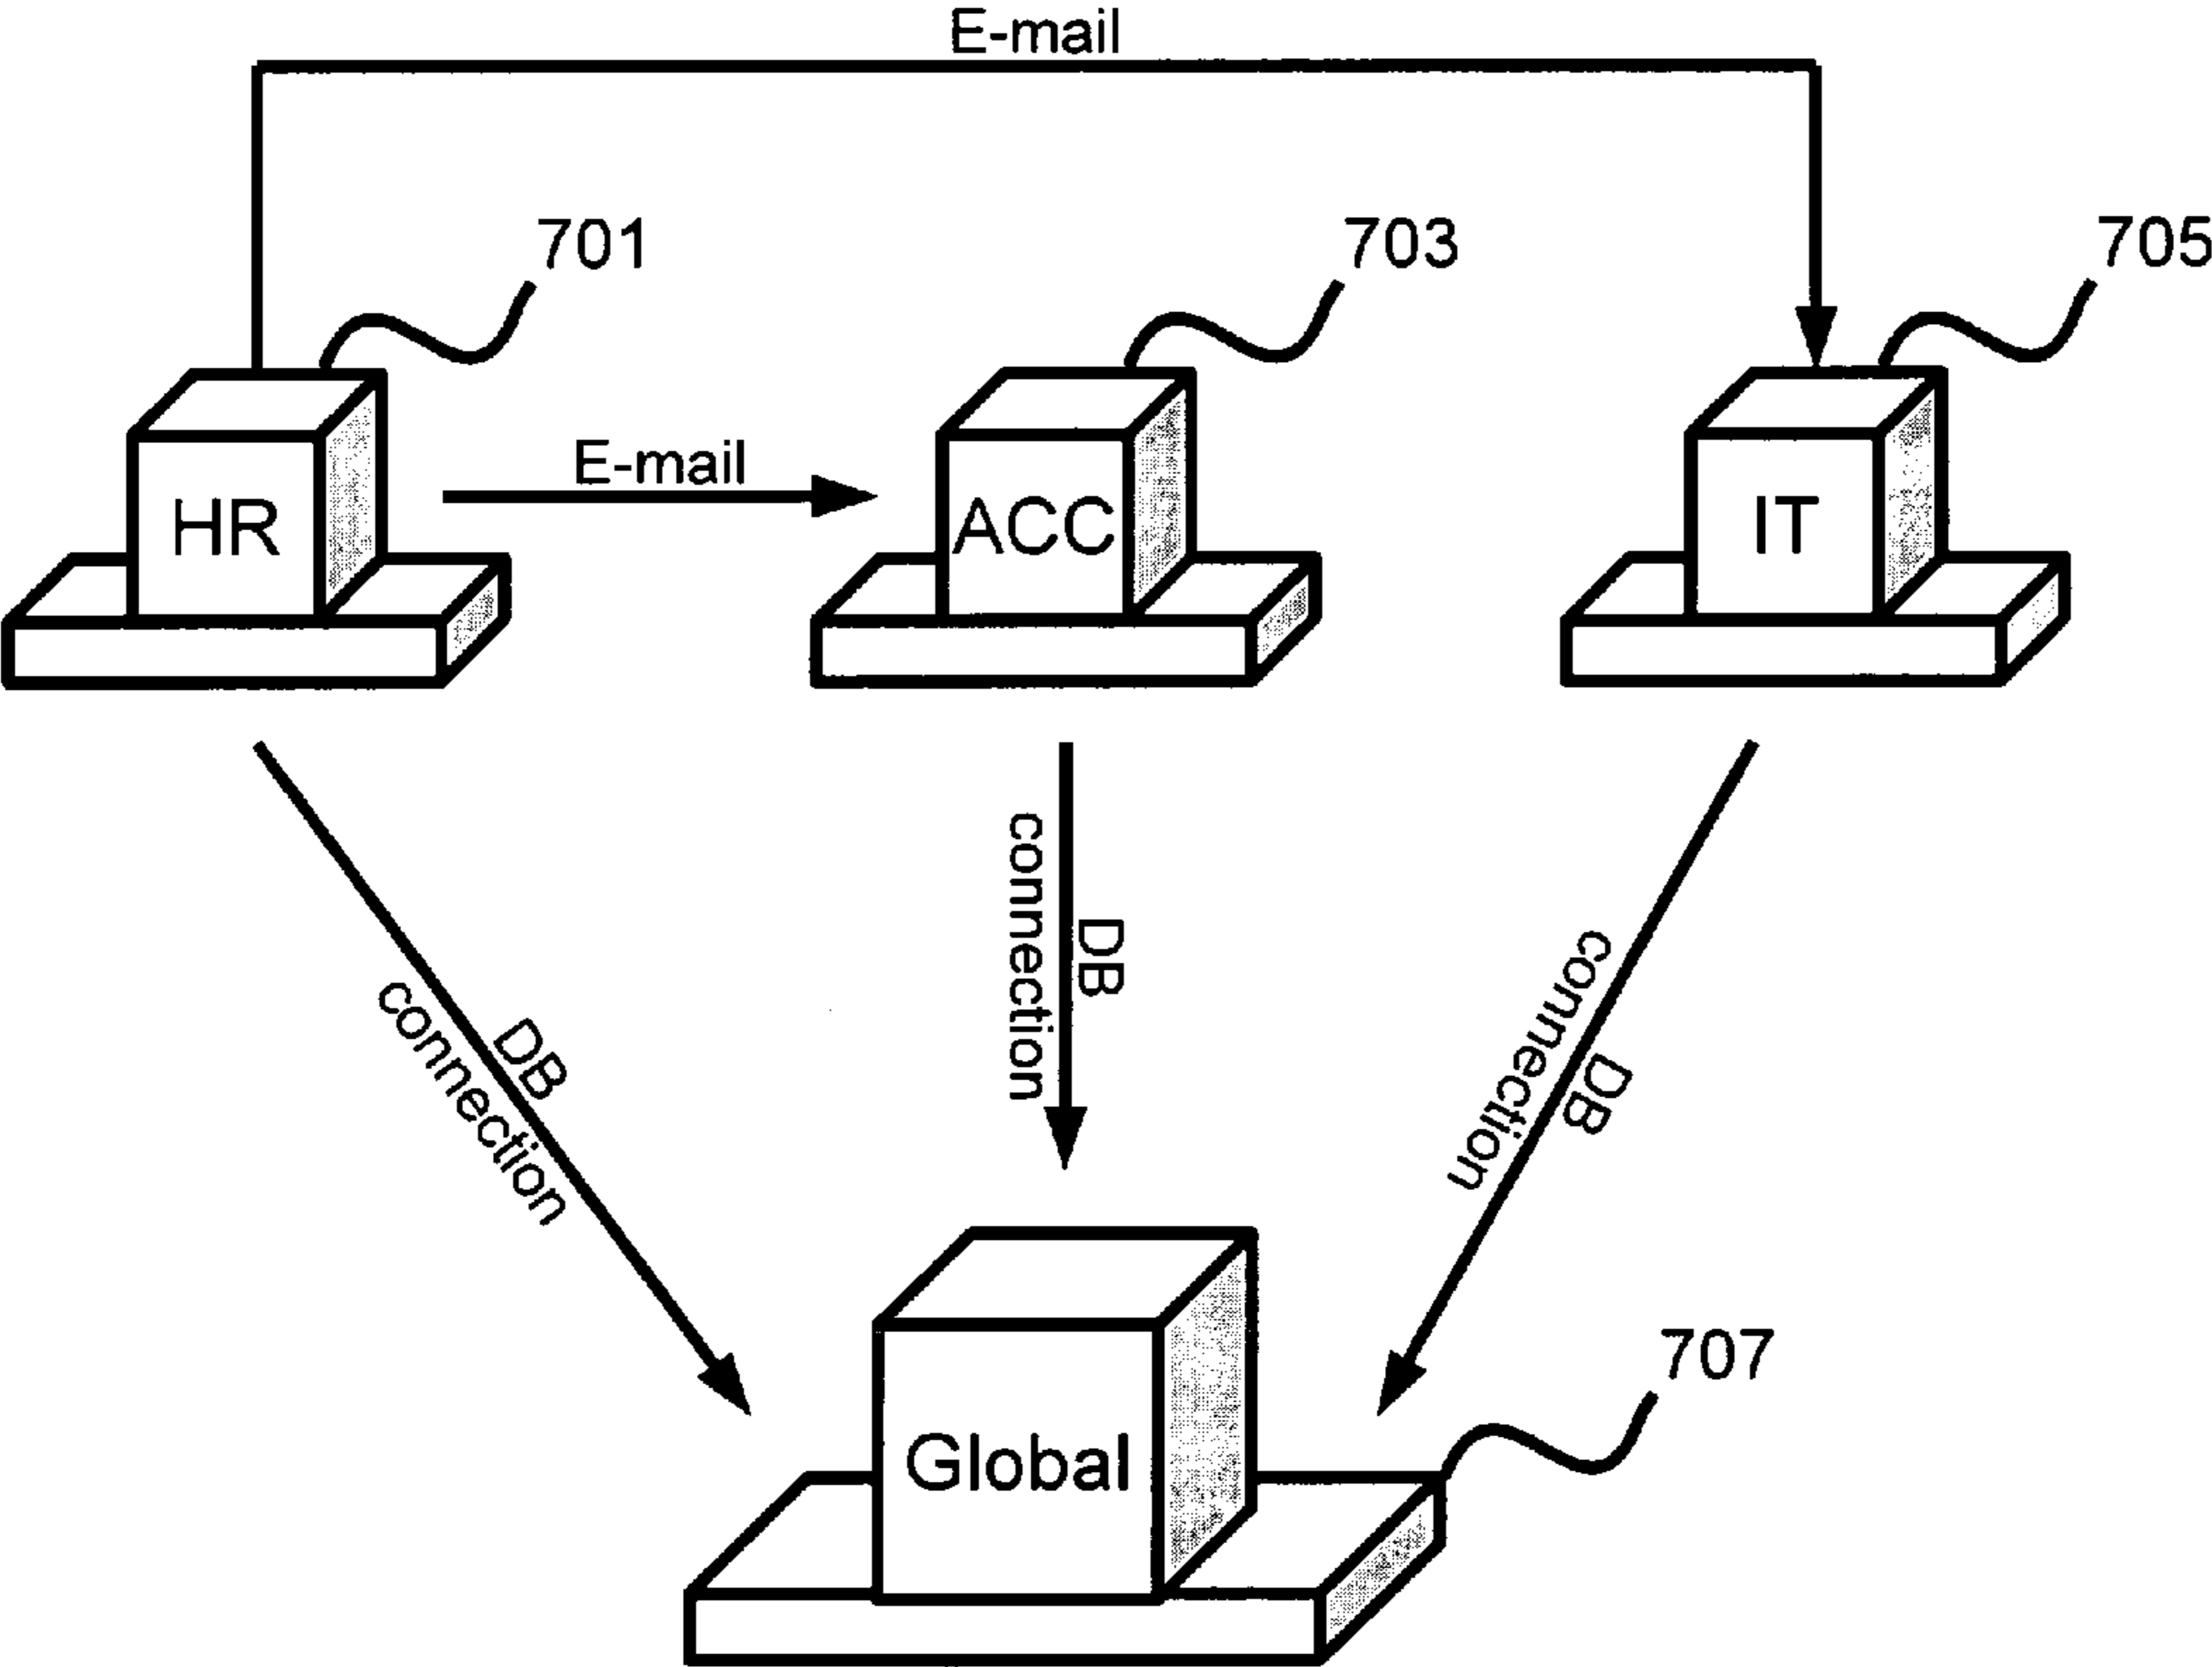 E-mail
701
703
705
E-mail
HR
ACC
IT
DB
connection
DB
connection
DB
connection
707
Global